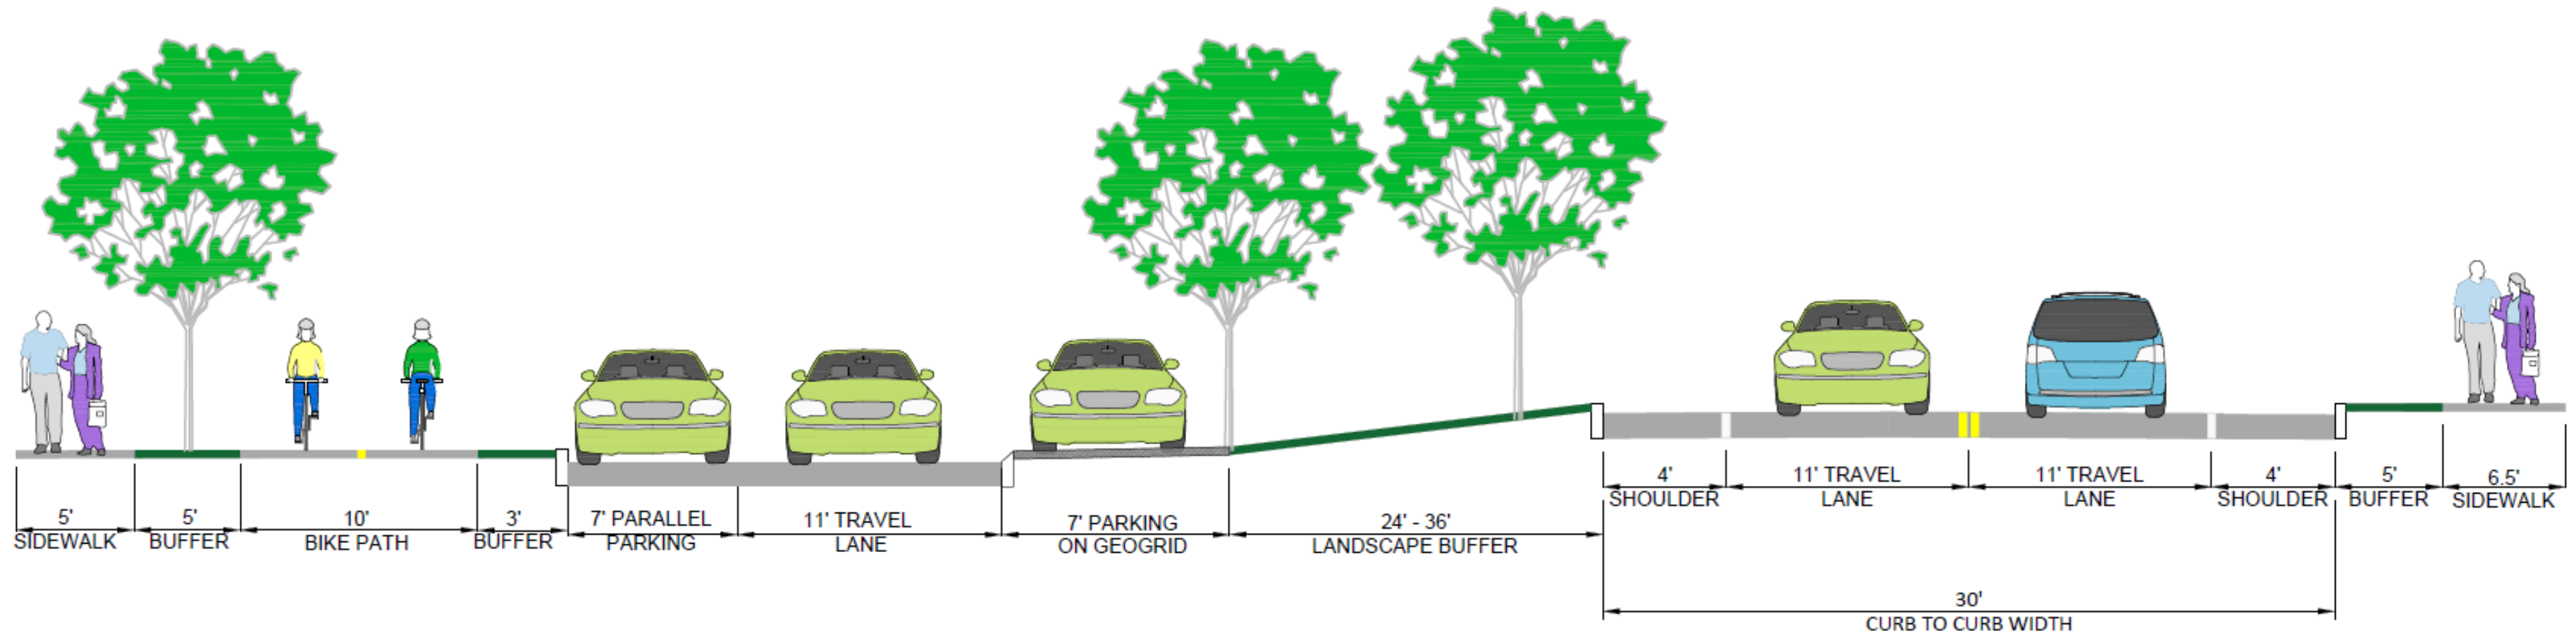 5'
SIDEWALK
5'
BUFFER
10'
BIKE PATH
3'
BUFFER
7' PARALLEL
PARKING
11' TRAVEL
LANE
7' PARKING
ON GEOGRID
24' - 36'
LANDSCAPE BUFFER
4'
SHOULDER
11' TRAVEL
LANE
11' TRAVEL
LANE
4'
SHOULDER
5'
BUFFER
6.5'
SIDEWALK
30'
CURB TO CURB WIDTH